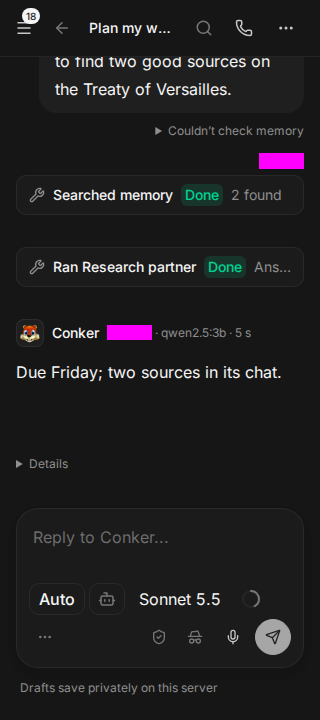 18
Plan my w...
to find two good sources on
the Treaty of Versailles.
Couldn't check memory
Searched memory Done 2 found
Ran Research partner Done Ans...
Conker · qwen2.5:3b · 5 s
Due Friday; two sources in its chat.
Details
Reply to Conker...
Auto Sonnet 5.5
Drafts save privately on this server